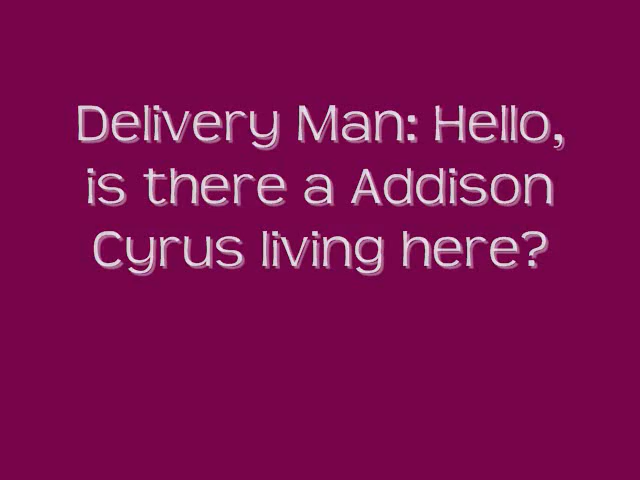 Delivery Man: Hello,
is there a Addison
Cyrus living here?